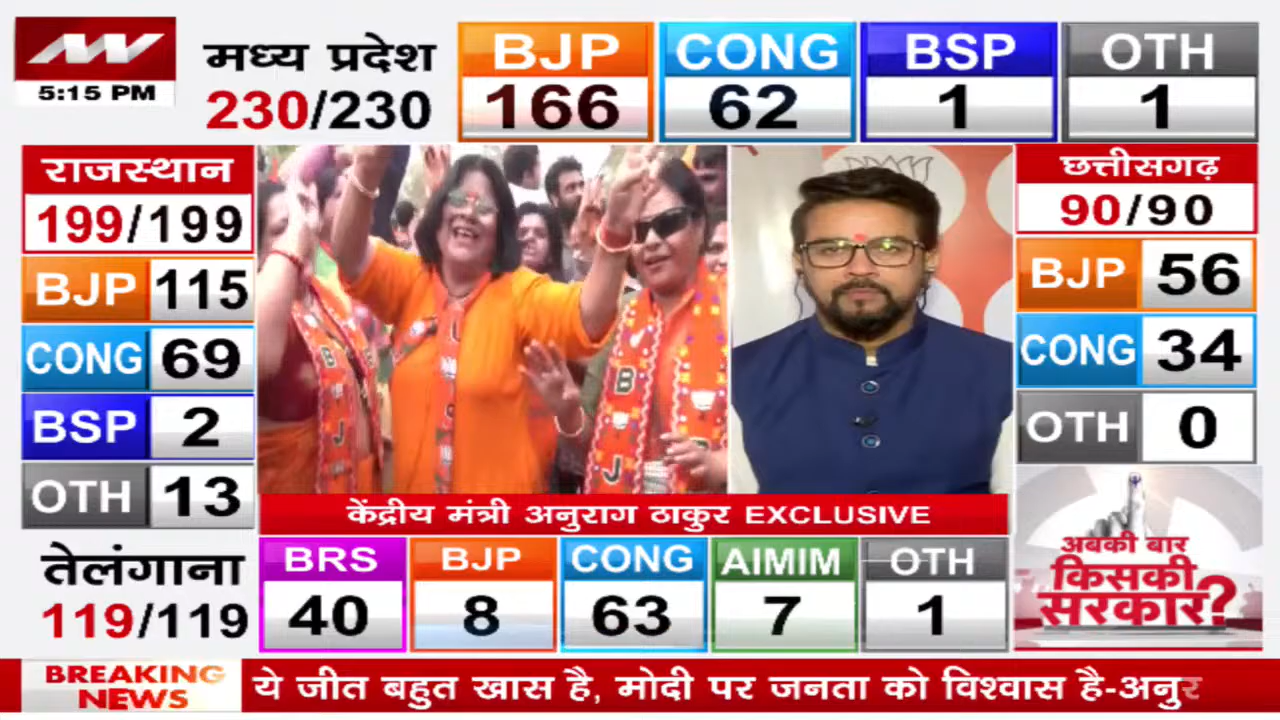 5:15 PM
मध्य प्रदेश
230/230
BJP
166
CONG
62
BSP
1
OTH
1
राजस्थान
199/199
BJP 115
CONG 69
BSP 2
OTH 13
छत्तीसगढ़
90/90
BJP 56
CONG 34
OTH 0
अबकी बार
किसकी
सरकार?
केंद्रीय मंत्री अनुराग ठाकुर EXCLUSIVE
तेलंगाना
119/119
BRS
40
BJP
8
CONG
63
AIMIM
7
OTH
1
BREAKING
NEWS
ये जीत बहुत खास है, मोदी पर जनता को विश्वास है-अनुर